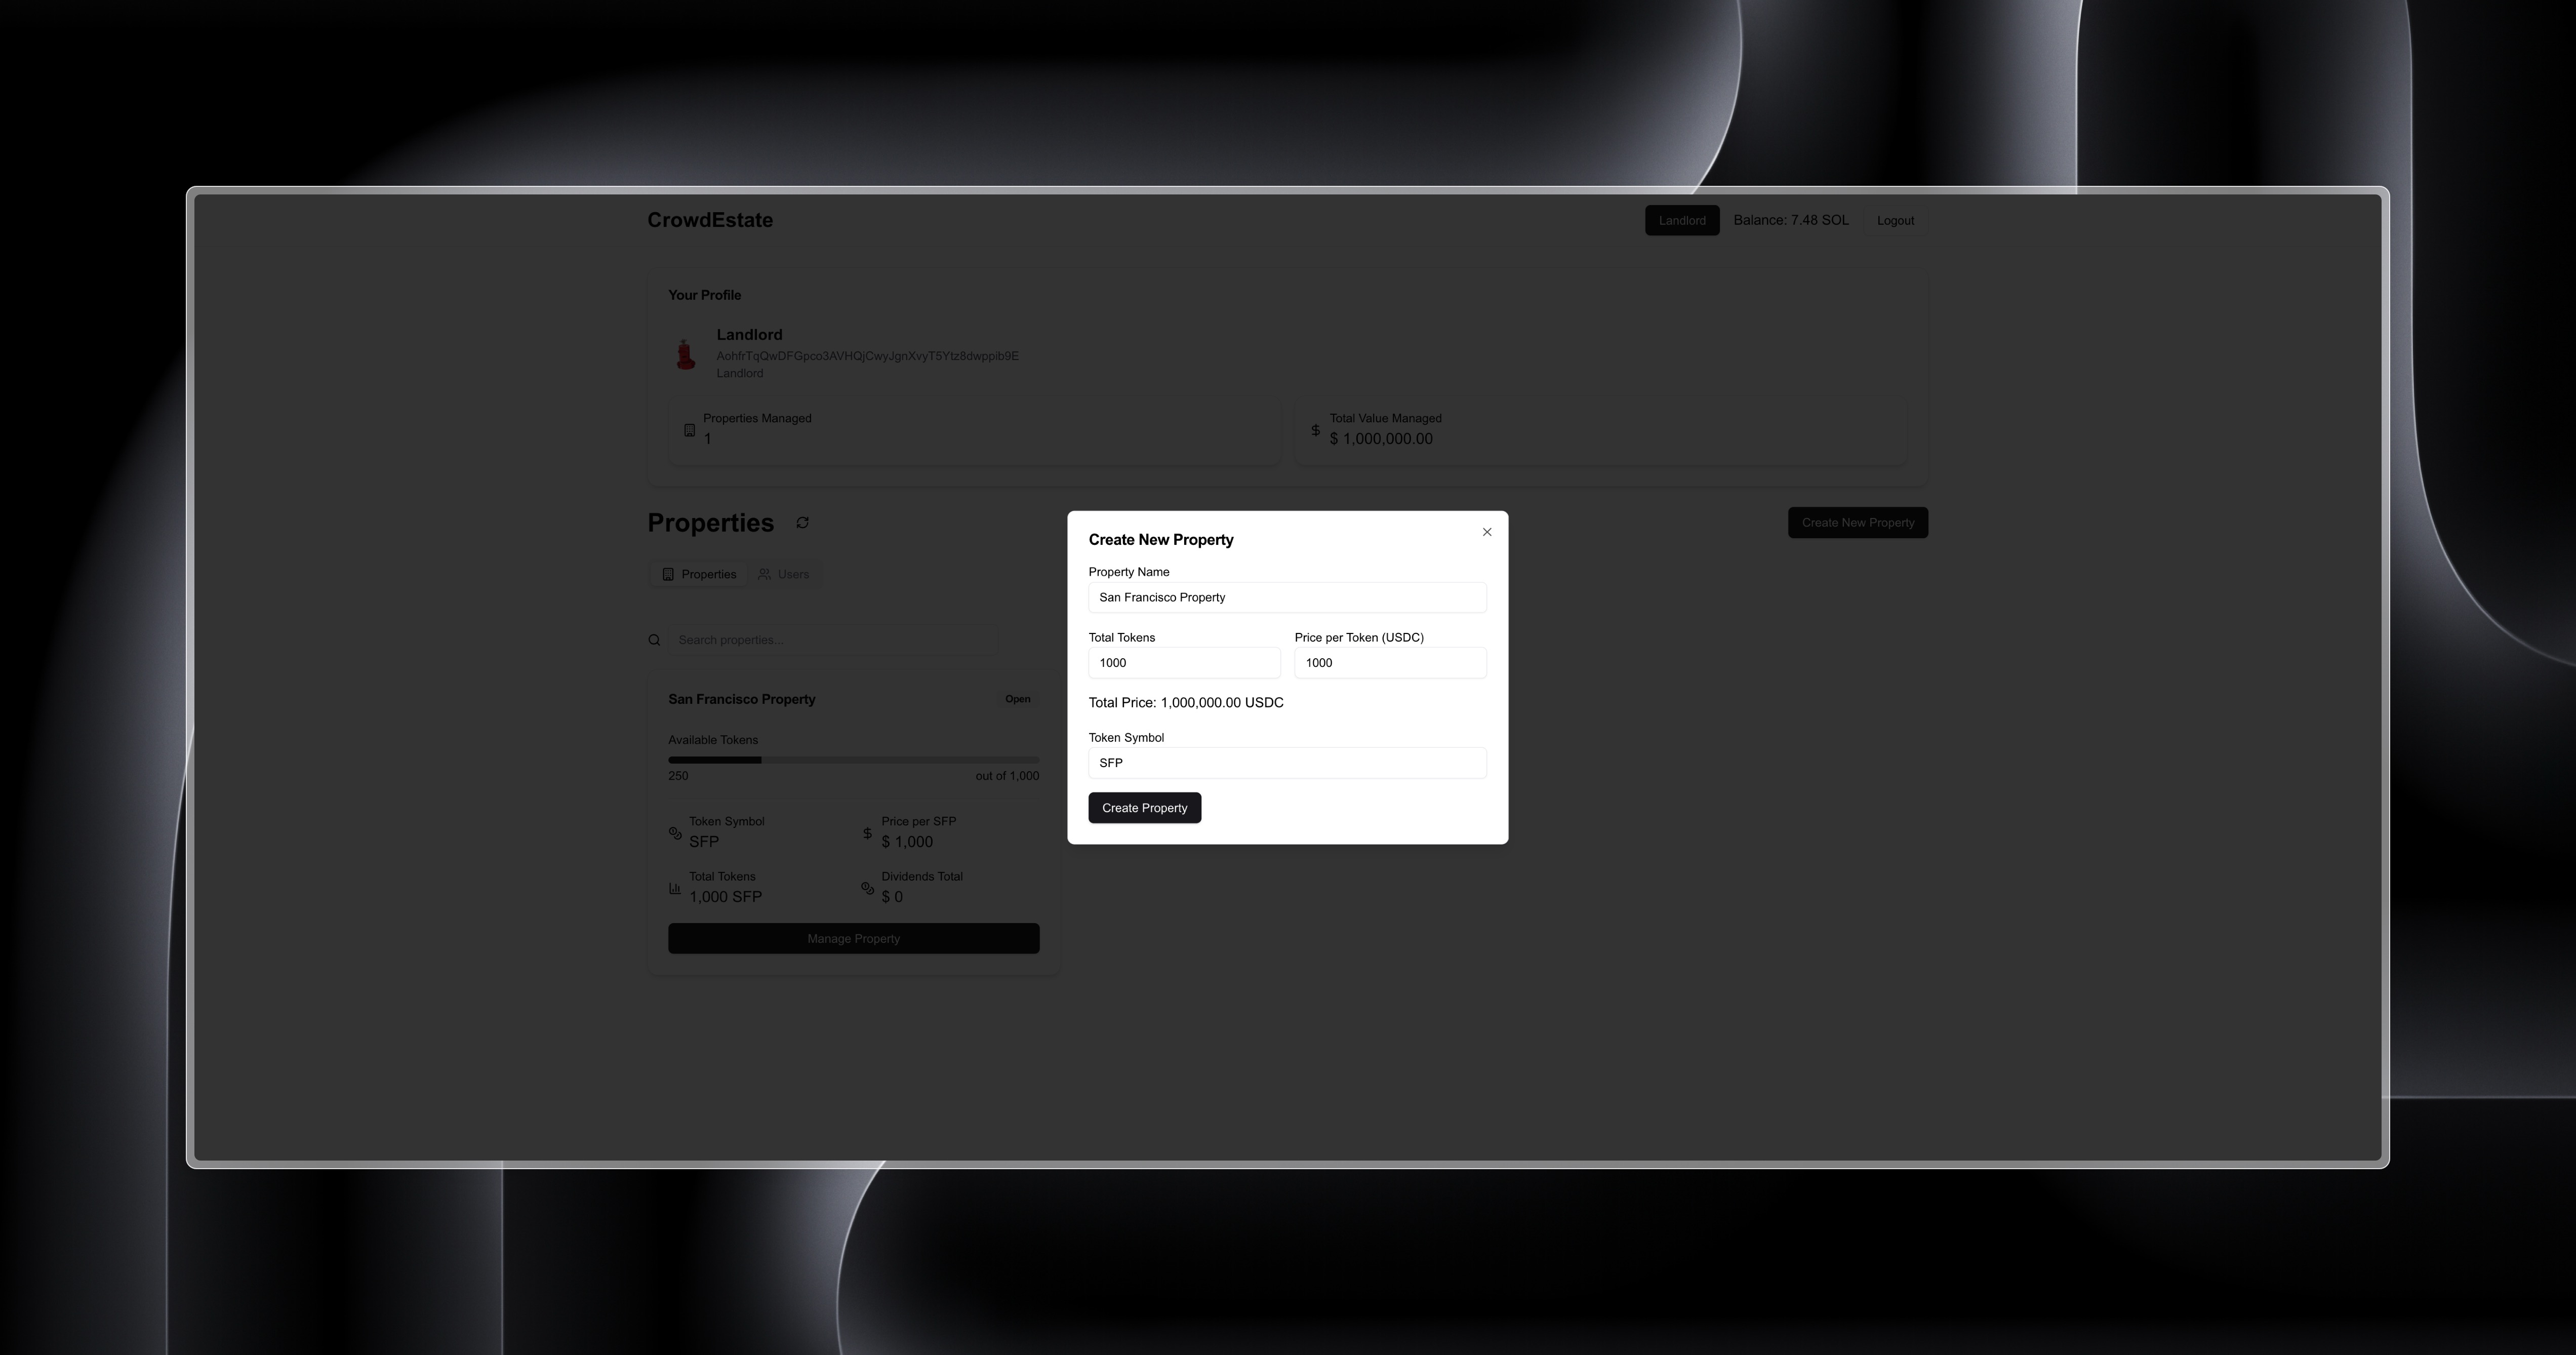 CrowdEstate
Landlord
Balance: 7.48 SOL
Logout
Your Profile
Landlord
AohfrTqQwDFGpco3AVHQjCwyJgnXvyT5Ytz8dwppib9E
Landlord
Properties Managed
1
Total Value Managed
$ 1,000,000.00
Properties
Create New Property
Properties
Users
Search properties...
San Francisco Property
Open
Available Tokens
250
out of 1,000
Token Symbol
SFP
Price per SFP
$ 1,000
Total Tokens
1,000 SFP
Dividends Total
$ 0
Manage Property
Create New Property
Property Name
San Francisco Property
Total Tokens
Price per Token (USDC)
1000
1000
Total Price: 1,000,000.00 USDC
Token Symbol
SFP
Create Property